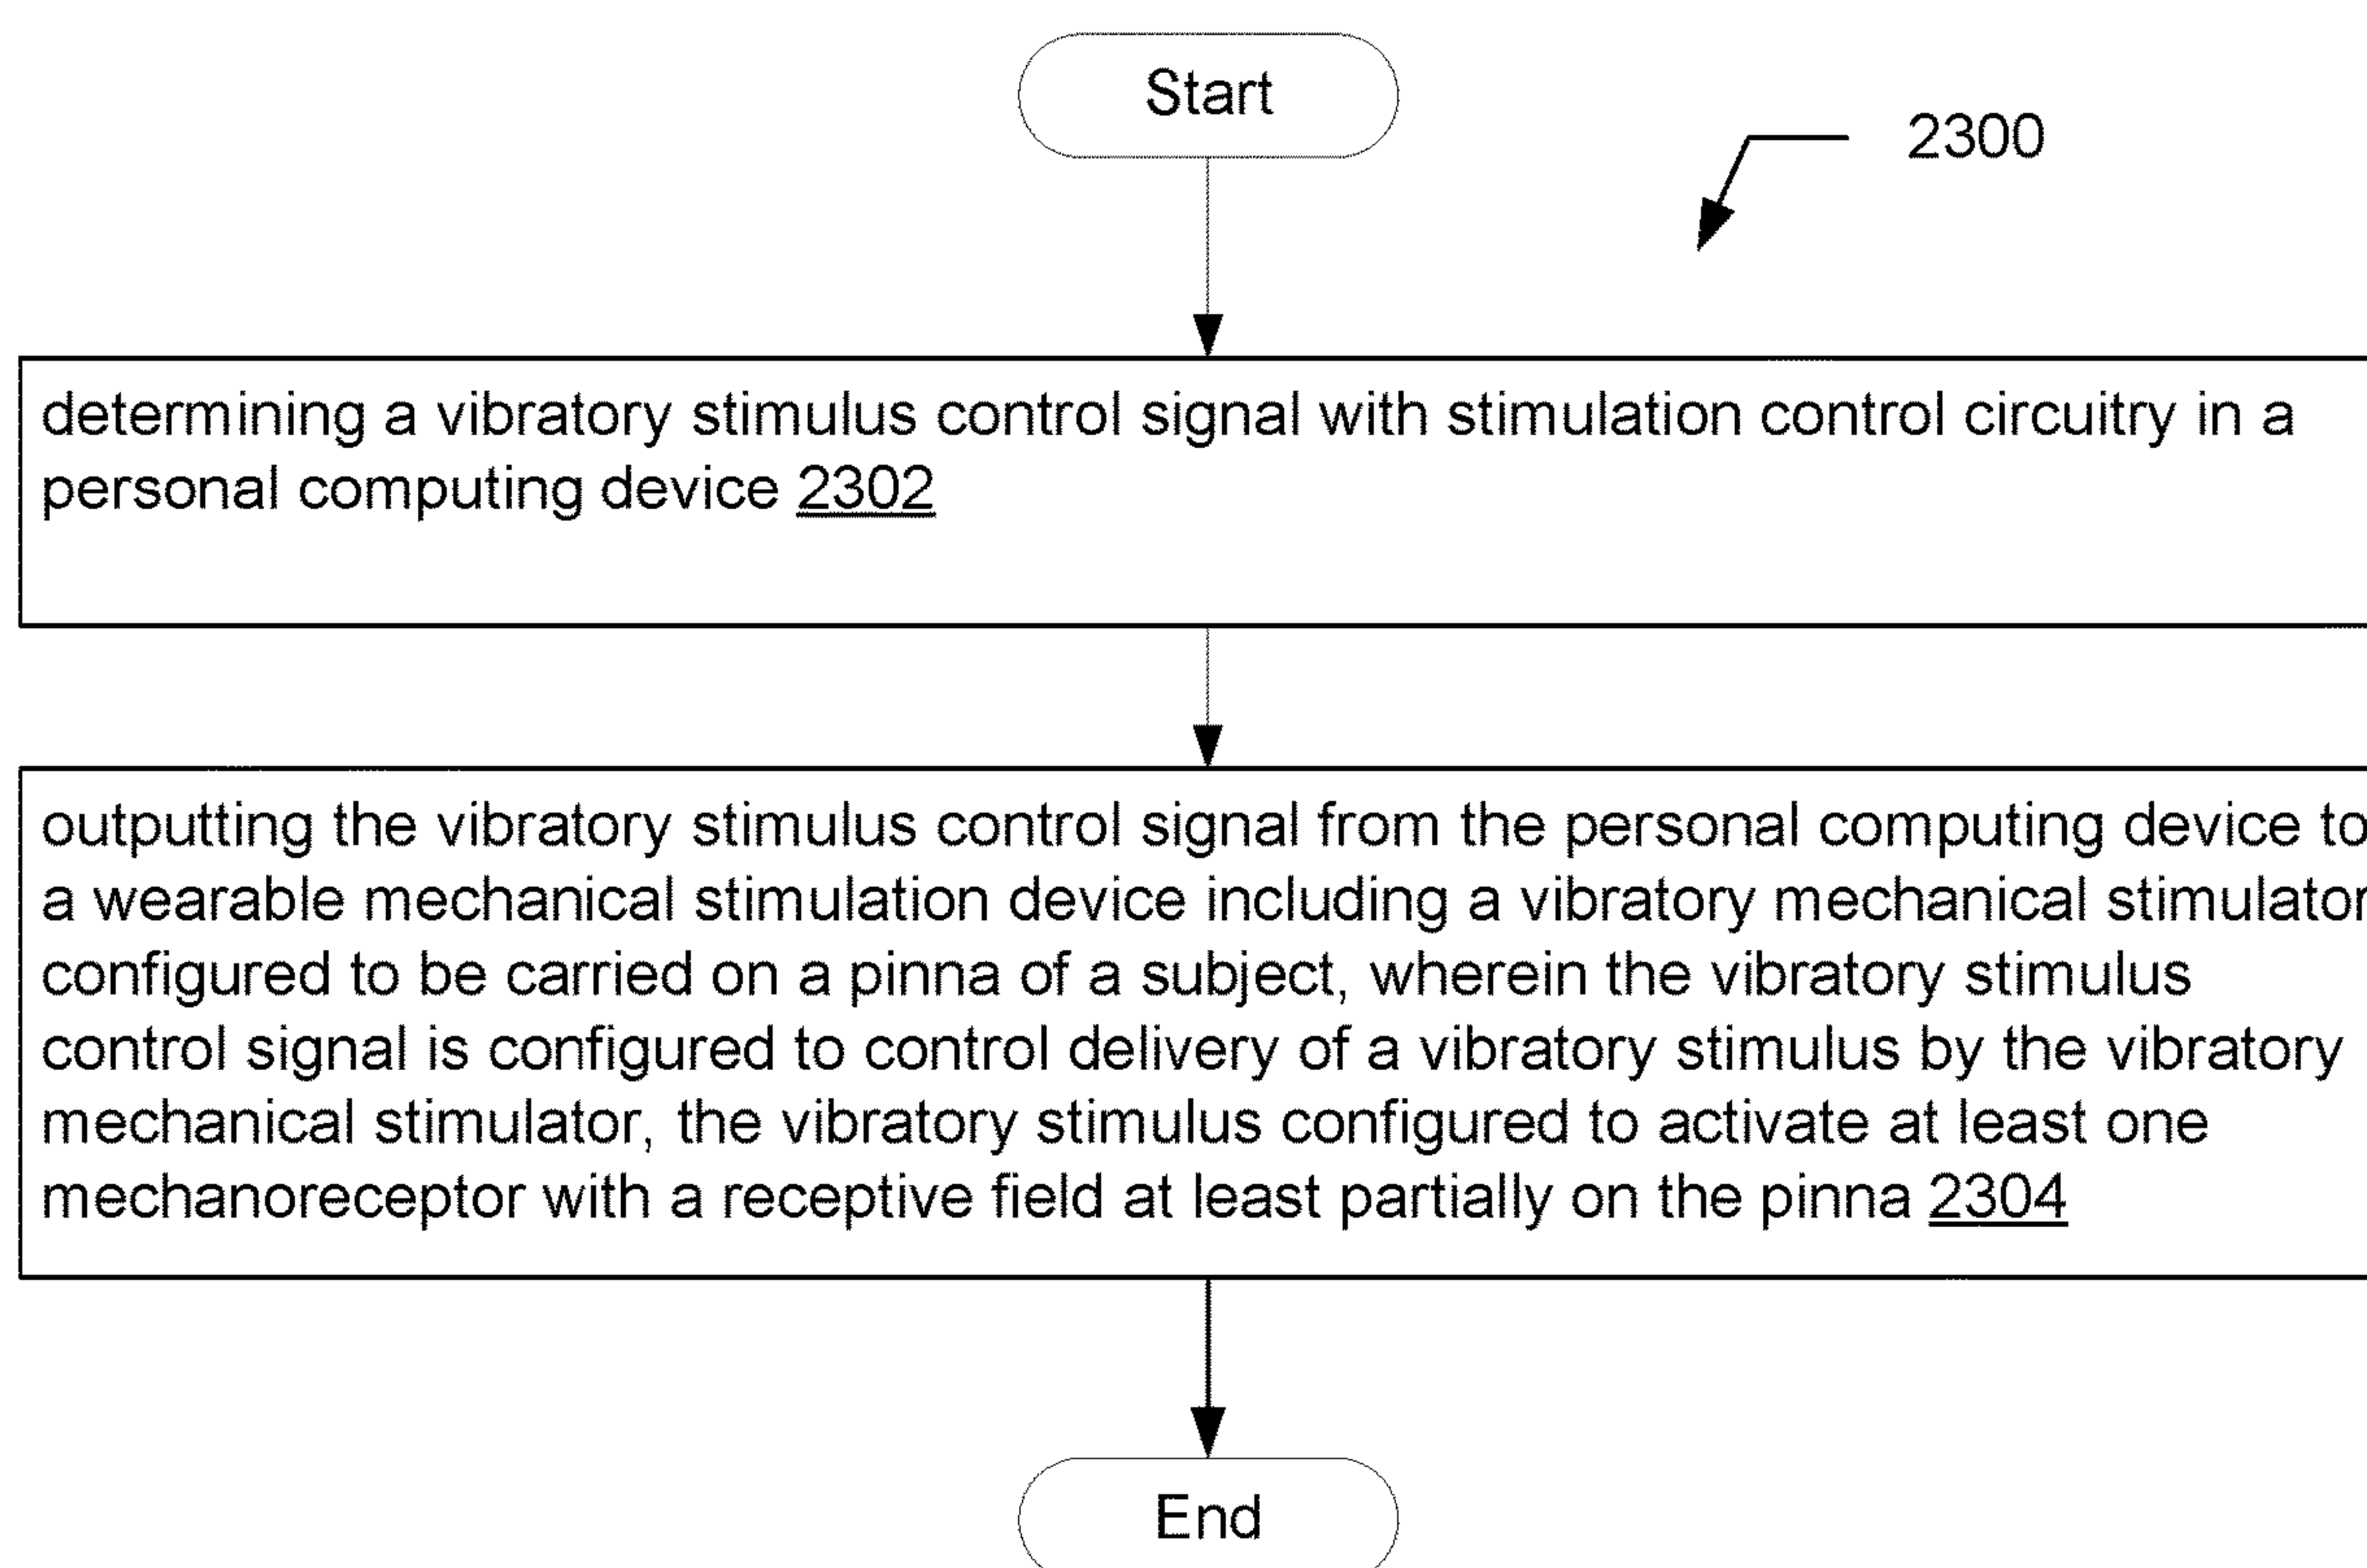 Start
2300
determining a vibratory stimulus control signal with stimulation control circuitry in a
personal computing device 2302
outputting the vibratory stimulus control signal from the personal computing device to
a wearable mechanical stimulation device including a vibratory mechanical stimulator
configured to be carried on a pinna of a subject, wherein the vibratory stimulus
control signal is configured to control delivery of a vibratory stimulus by the vibratory
mechanical stimulator, the vibratory stimulus configured to activate at least one
mechanoreceptor with a receptive field at least partially on the pinna 2304
End